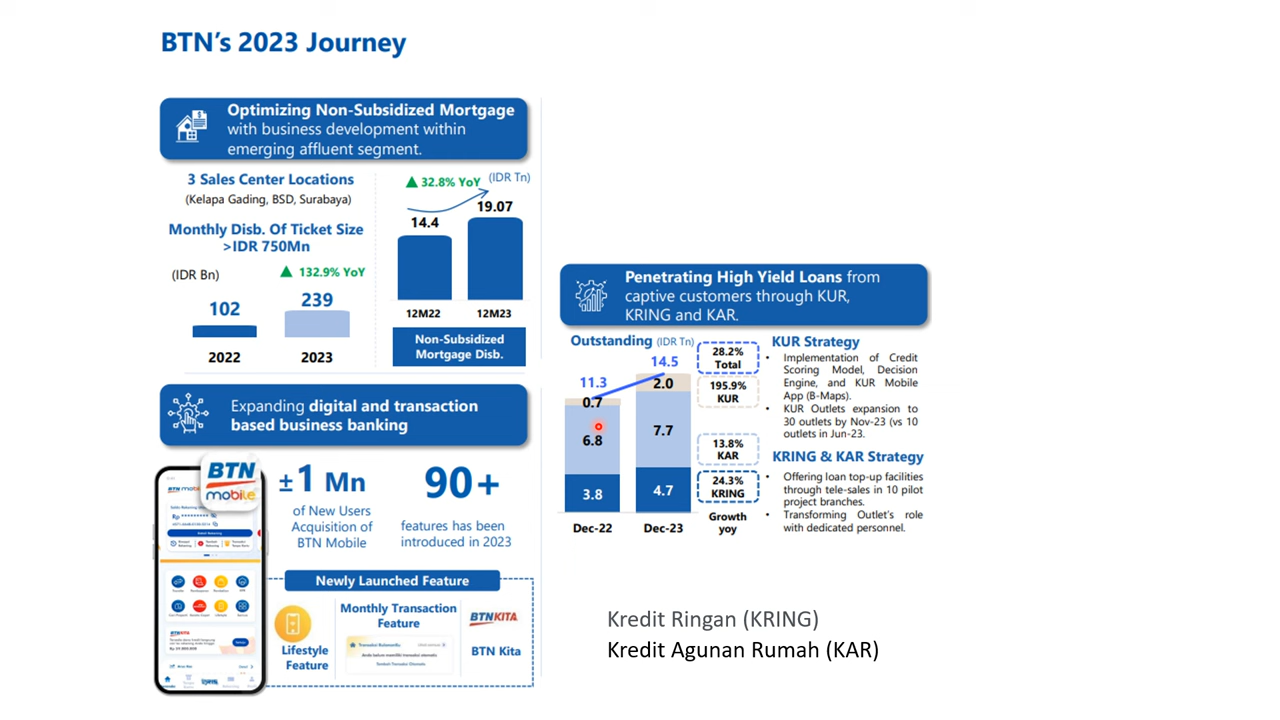 BTN's 2023 Journey
Optimizing Non-Subsidized Mortgage
with business development within
emerging affluent segment.
3 Sales Center Locations
(Kelapa Gading, BSD, Surabaya)
Monthly Disb. Of Ticket Size
>IDR 750Mn
(IDR Bn)
▲ 132.9% YoY
102
239
2022
2023
▲ 32.8% YoY
(IDR Tn)
14.4
19.07
12M22
12M23
Non-Subsidized
Mortgage Disb.
Expanding digital and transaction
based business banking
BTN
mobile
±1 Mn
of New Users
Acquisition of
BTN Mobile
90+
features has been
introduced in 2023
Newly Launched Feature
Lifestyle
Feature
Monthly Transaction
Feature
BTNKITA
BTN Kita
Penetrating High Yield Loans from
captive customers through KUR,
KRING and KAR.
Outstanding (IDR Tn)
11.3
14.5
0.7
2.0
6.8
7.7
3.8
4.7
Dec-22
Dec-23
28.2%
Total
195.9%
KUR
13.8%
KAR
24.3%
KRING
Growth
yoy
KUR Strategy
• Implementation of Credit
Scoring Model, Decision
Engine, and KUR Mobile
App (B-Maps).
• KUR Outlets expansion to
30 outlets by Nov-23 (vs 10
outlets in Jun-23.
KRING & KAR Strategy
• Offering loan top-up facilities
through tele-sales in 10 pilot
project branches.
• Transforming Outlet's role
with dedicated personnel.
Kredit Ringan (KRING)
Kredit Agunan Rumah (KAR)